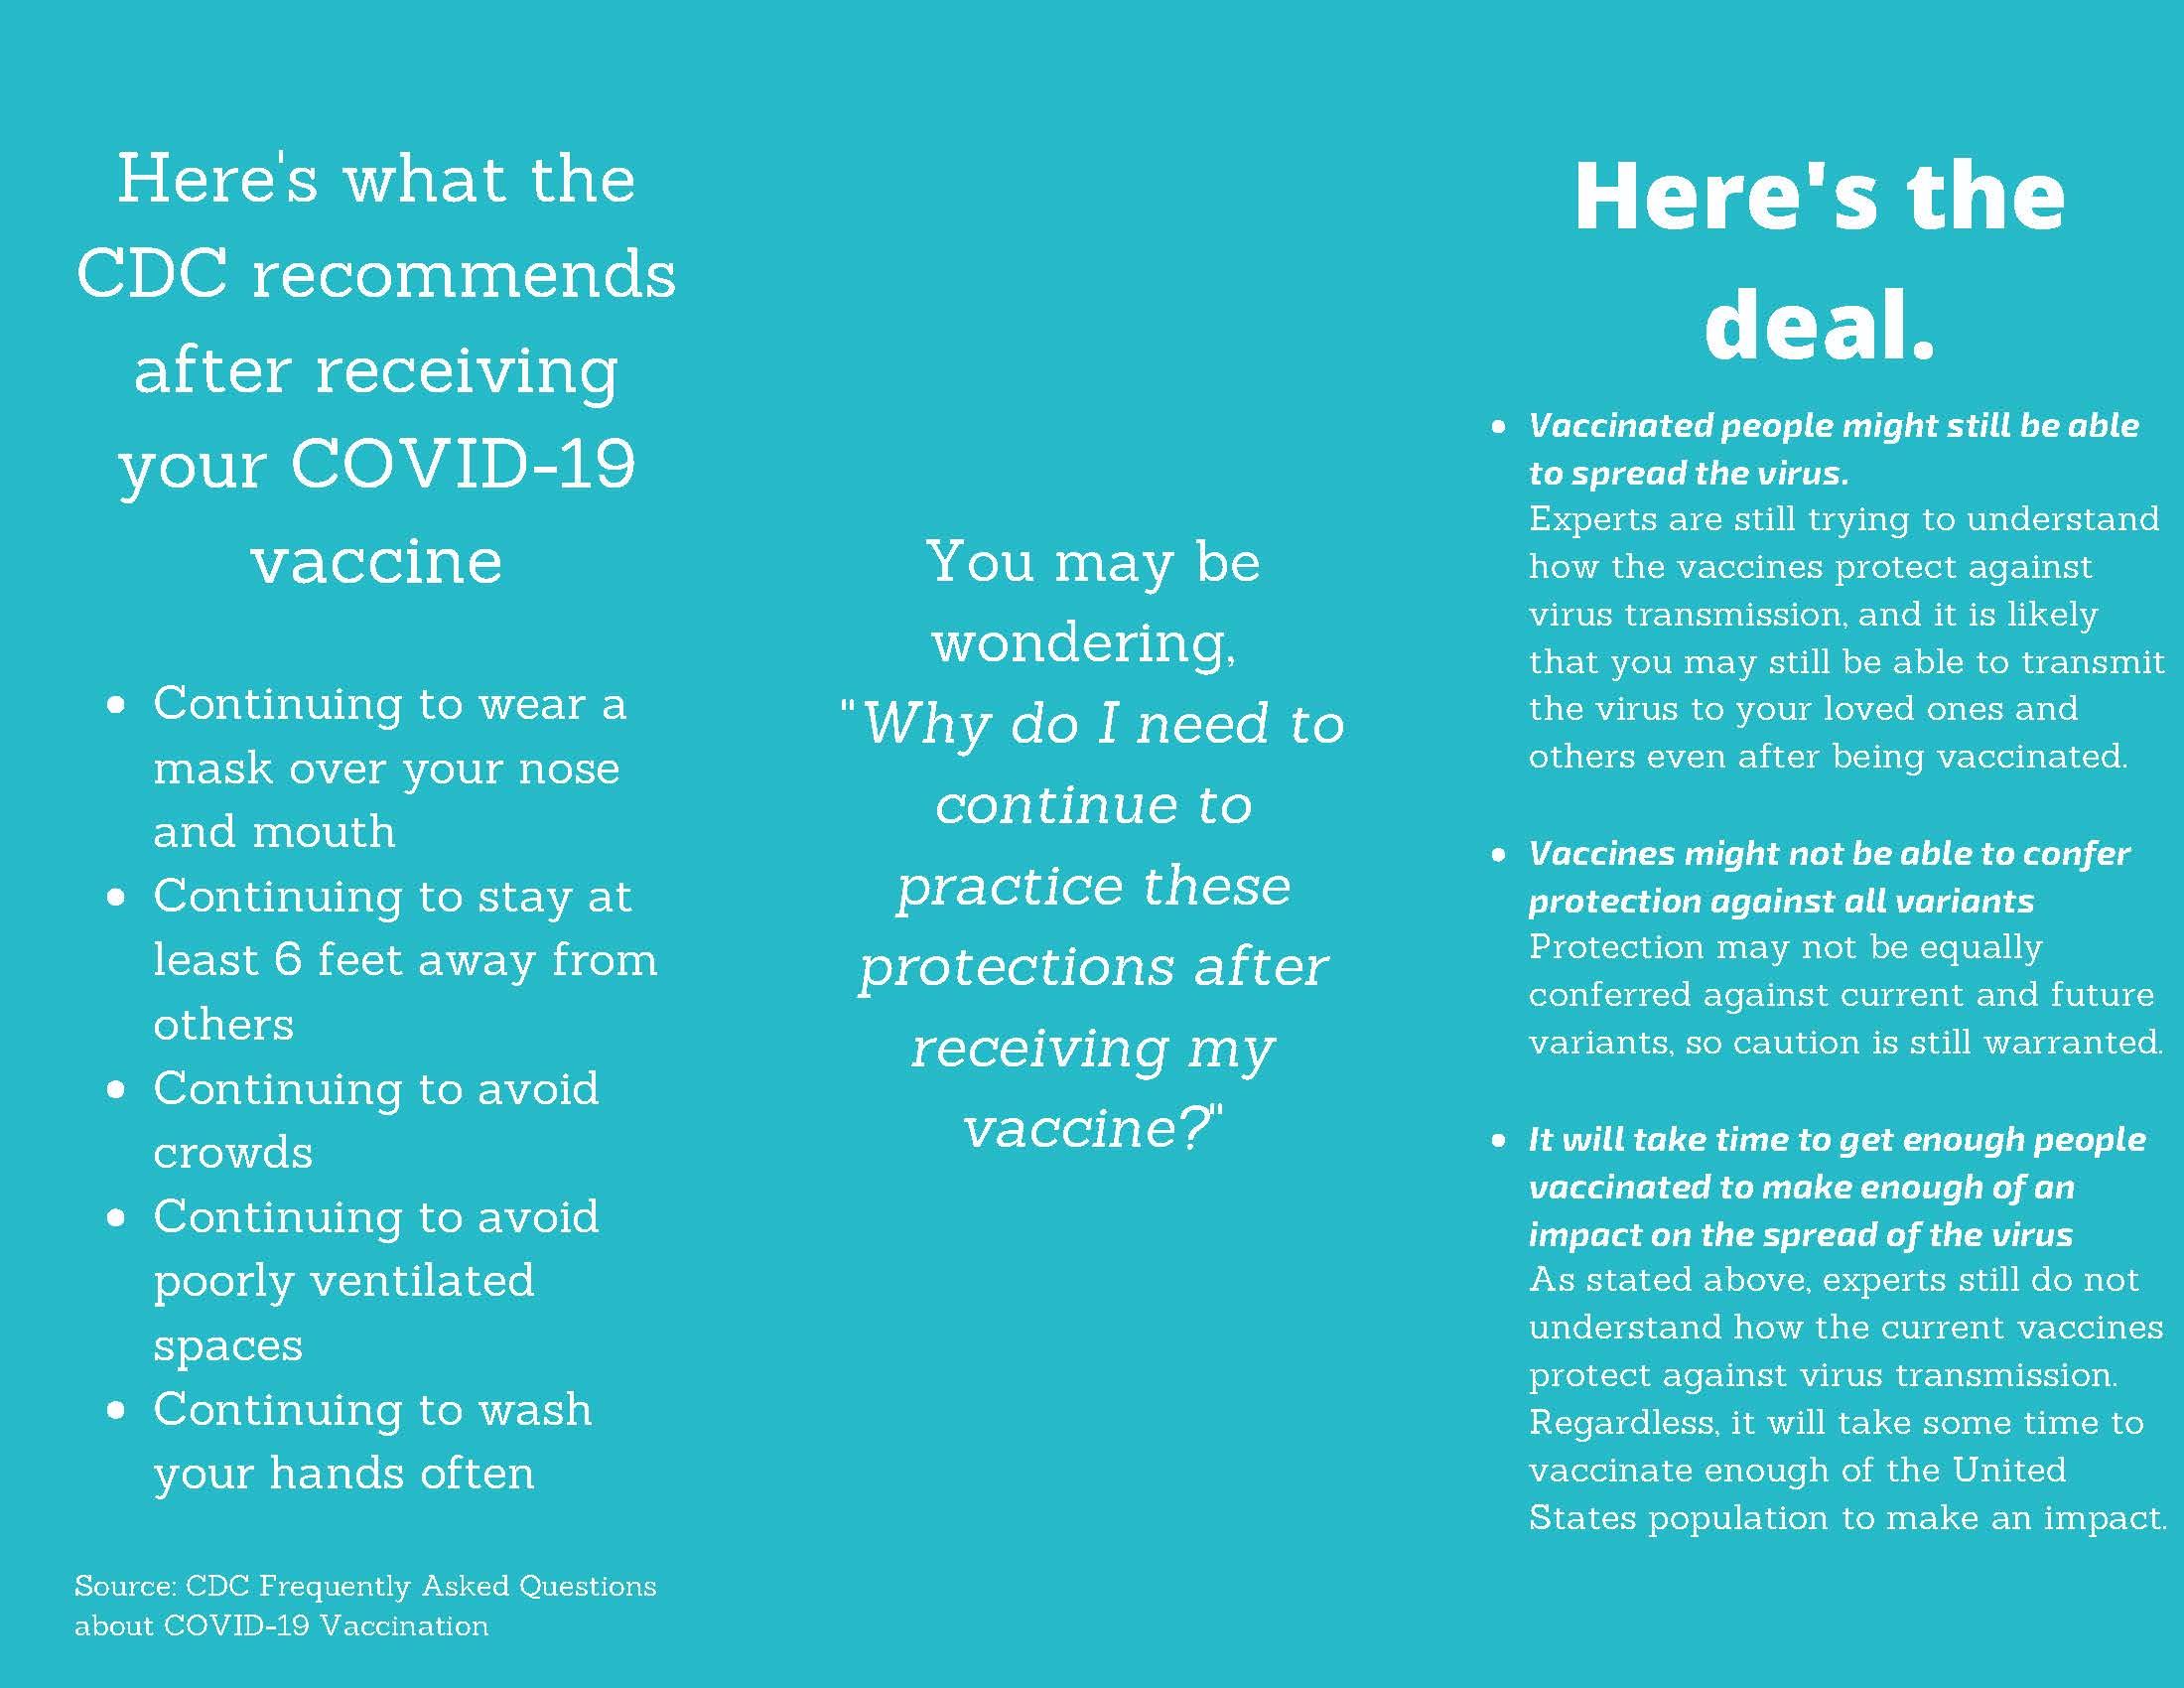 Here's what the
CDC recommends
after receiving
your COVID-19
vaccine
• Continuing to wear a
mask over your nose
and mouth
• Continuing to stay at
least 6 feet away from
others
• Continuing to avoid
crowds
• Continuing to avoid
poorly ventilated
spaces
• Continuing to wash
your hands often
Source: CDC Frequently Asked Questions
about COVID-19 Vaccination
You may be
wondering,
"Why do I need to
continue to
practice these
protections after
receiving my
vaccine?"
Here's the
deal.
• Vaccinated people might still be able
to spread the virus.
Experts are still trying to understand
how the vaccines protect against
virus transmission, and it is likely
that you may still be able to transmit
the virus to your loved ones and
others even after being vaccinated.
• Vaccines might not be able to confer
protection against all variants
Protection may not be equally
conferred against current and future
variants, so caution is still warranted.
• It will take time to get enough people
vaccinated to make enough of an
impact on the spread of the virus
As stated above, experts still do not
understand how the current vaccines
protect against virus transmission.
Regardless, it will take some time to
vaccinate enough of the United
States population to make an impact.